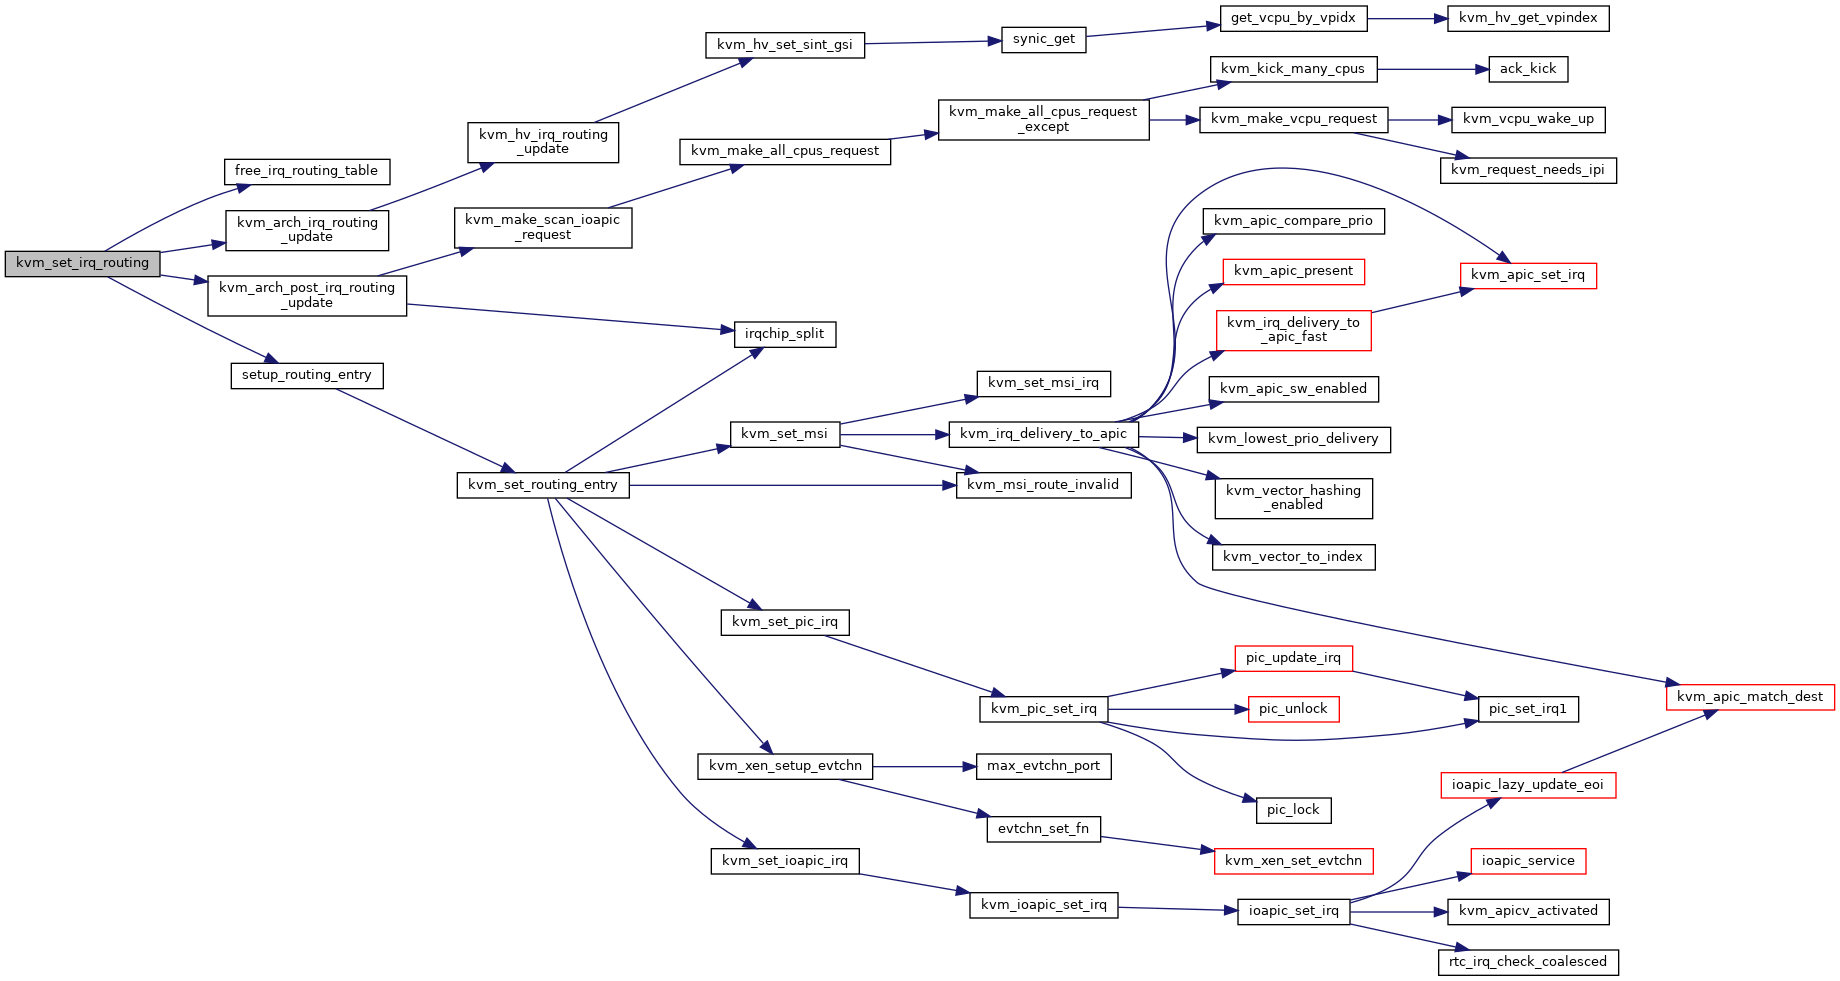 kvm_set_irq_routing
free_irq_routing_table
kvm_arch_irq_routing
_update
kvm_arch_post_irq_routing
_update
setup_routing_entry
kvm_hv_irq_routing
_update
kvm_make_scan_ioapic
_request
kvm_set_routing_entry
kvm_hv_set_sint_gsi
kvm_make_all_cpus_request
irqchip_split
kvm_set_msi
kvm_set_pic_irq
kvm_xen_setup_evtchn
kvm_set_ioapic_irq
synic_get
kvm_make_all_cpus_request
_except
kvm_set_msi_irq
kvm_irq_delivery_to_apic
kvm_msi_route_invalid
kvm_pic_set_irq
max_evtchn_port
evtchn_set_fn
kvm_ioapic_set_irq
get_vcpu_by_vpidx
kvm_kick_many_cpus
kvm_make_vcpu_request
kvm_apic_compare_prio
kvm_apic_present
kvm_irq_delivery_to
_apic_fast
kvm_apic_sw_enabled
kvm_lowest_prio_delivery
kvm_vector_hashing
_enabled
kvm_vector_to_index
pic_update_irq
pic_unlock
pic_lock
kvm_xen_set_evtchn
ioapic_set_irq
kvm_hv_get_vpindex
ack_kick
kvm_vcpu_wake_up
kvm_request_needs_ipi
kvm_apic_set_irq
pic_set_irq1
ioapic_lazy_update_eoi
ioapic_service
kvm_apicv_activated
rtc_irq_check_coalesced
kvm_apic_match_dest